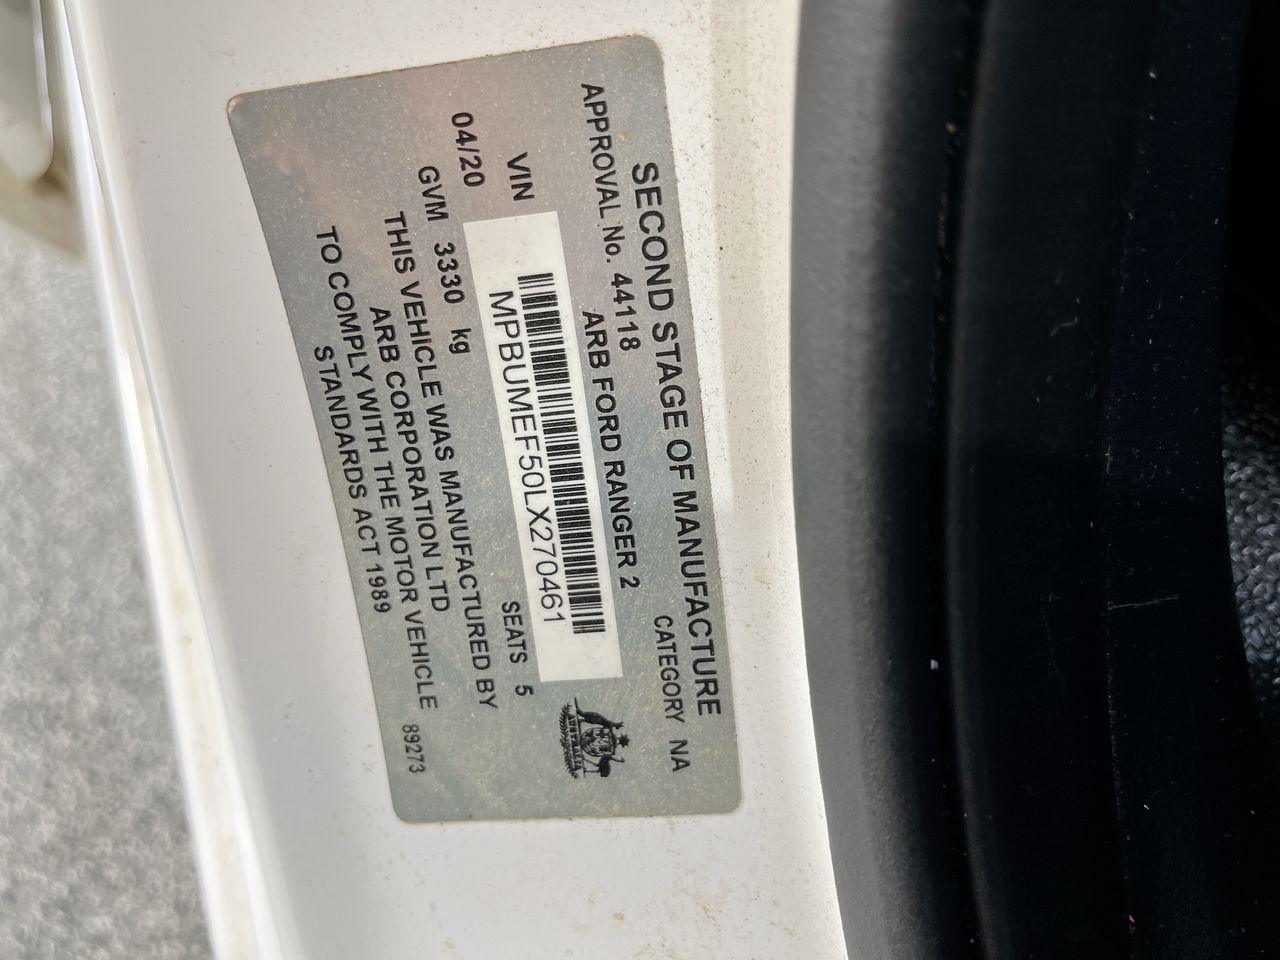 SECOND STAGE OF MANUFACTURE
APPROVAL No. 44118 CATEGORY NA
ARB FORD RANGER 2
VIN
MPBUMEF50LX270461
AUSTRALIA
04/20 SEATS 5
GVM 3330 kg
THIS VEHICLE WAS MANUFACTURED BY
ARB CORPORATION LTD
TO COMPLY WITH THE MOTOR VEHICLE
STANDARDS ACT 1989
89273